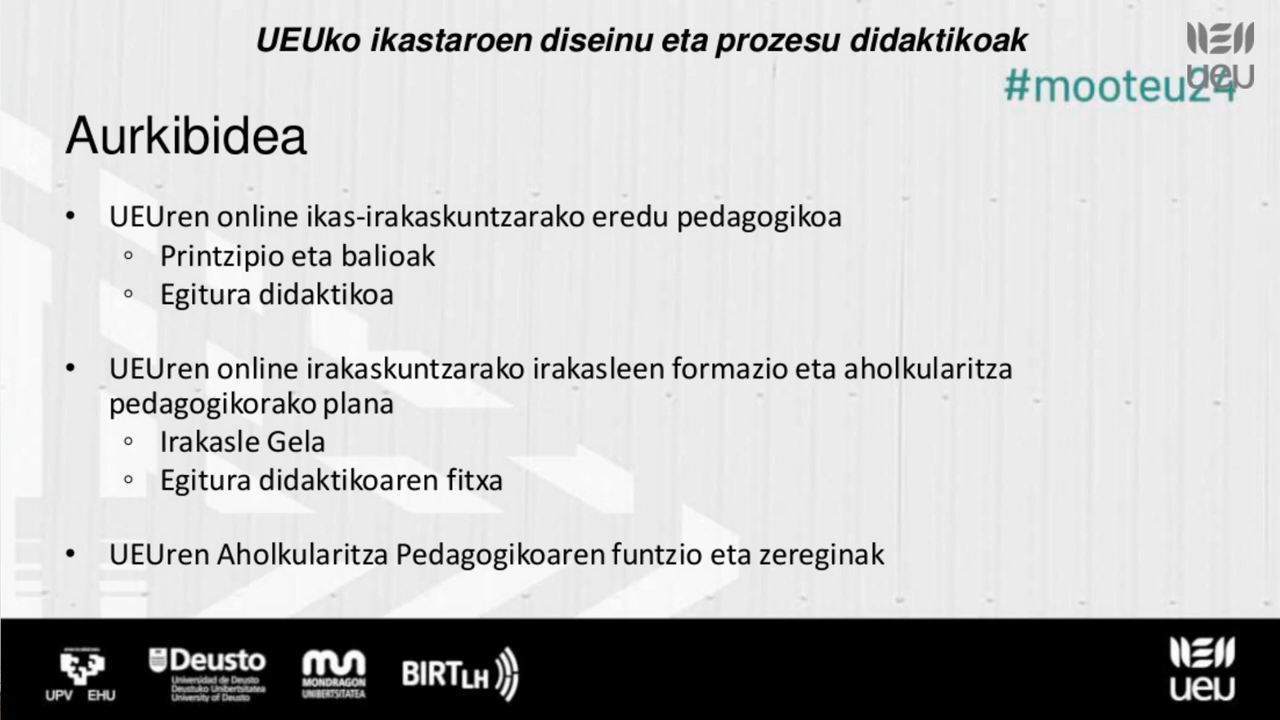 UEUko ikastaroen diseinu eta prozesu didaktikoak
ueu
#mooteu24
Aurkibidea
• UEUren online ikas-irakaskuntzarako eredu pedagogikoa
◦ Printzipio eta balioak
◦ Egitura didaktikoa
• UEUren online irakaskuntzarako irakasleen formazio eta aholkularitza
pedagogikorako plana
◦ Irakasle Gela
◦ Egitura didaktikoaren fitxa
• UEUren Aholkularitza Pedagogikoaren funtzio eta zereginak
UPV EHU
Deusto
Universidad de Deusto
Deustuko Unibertsitatea
University of Deusto
MONDRAGON
UNIBERTSITATEA
BIRT LH
ueu